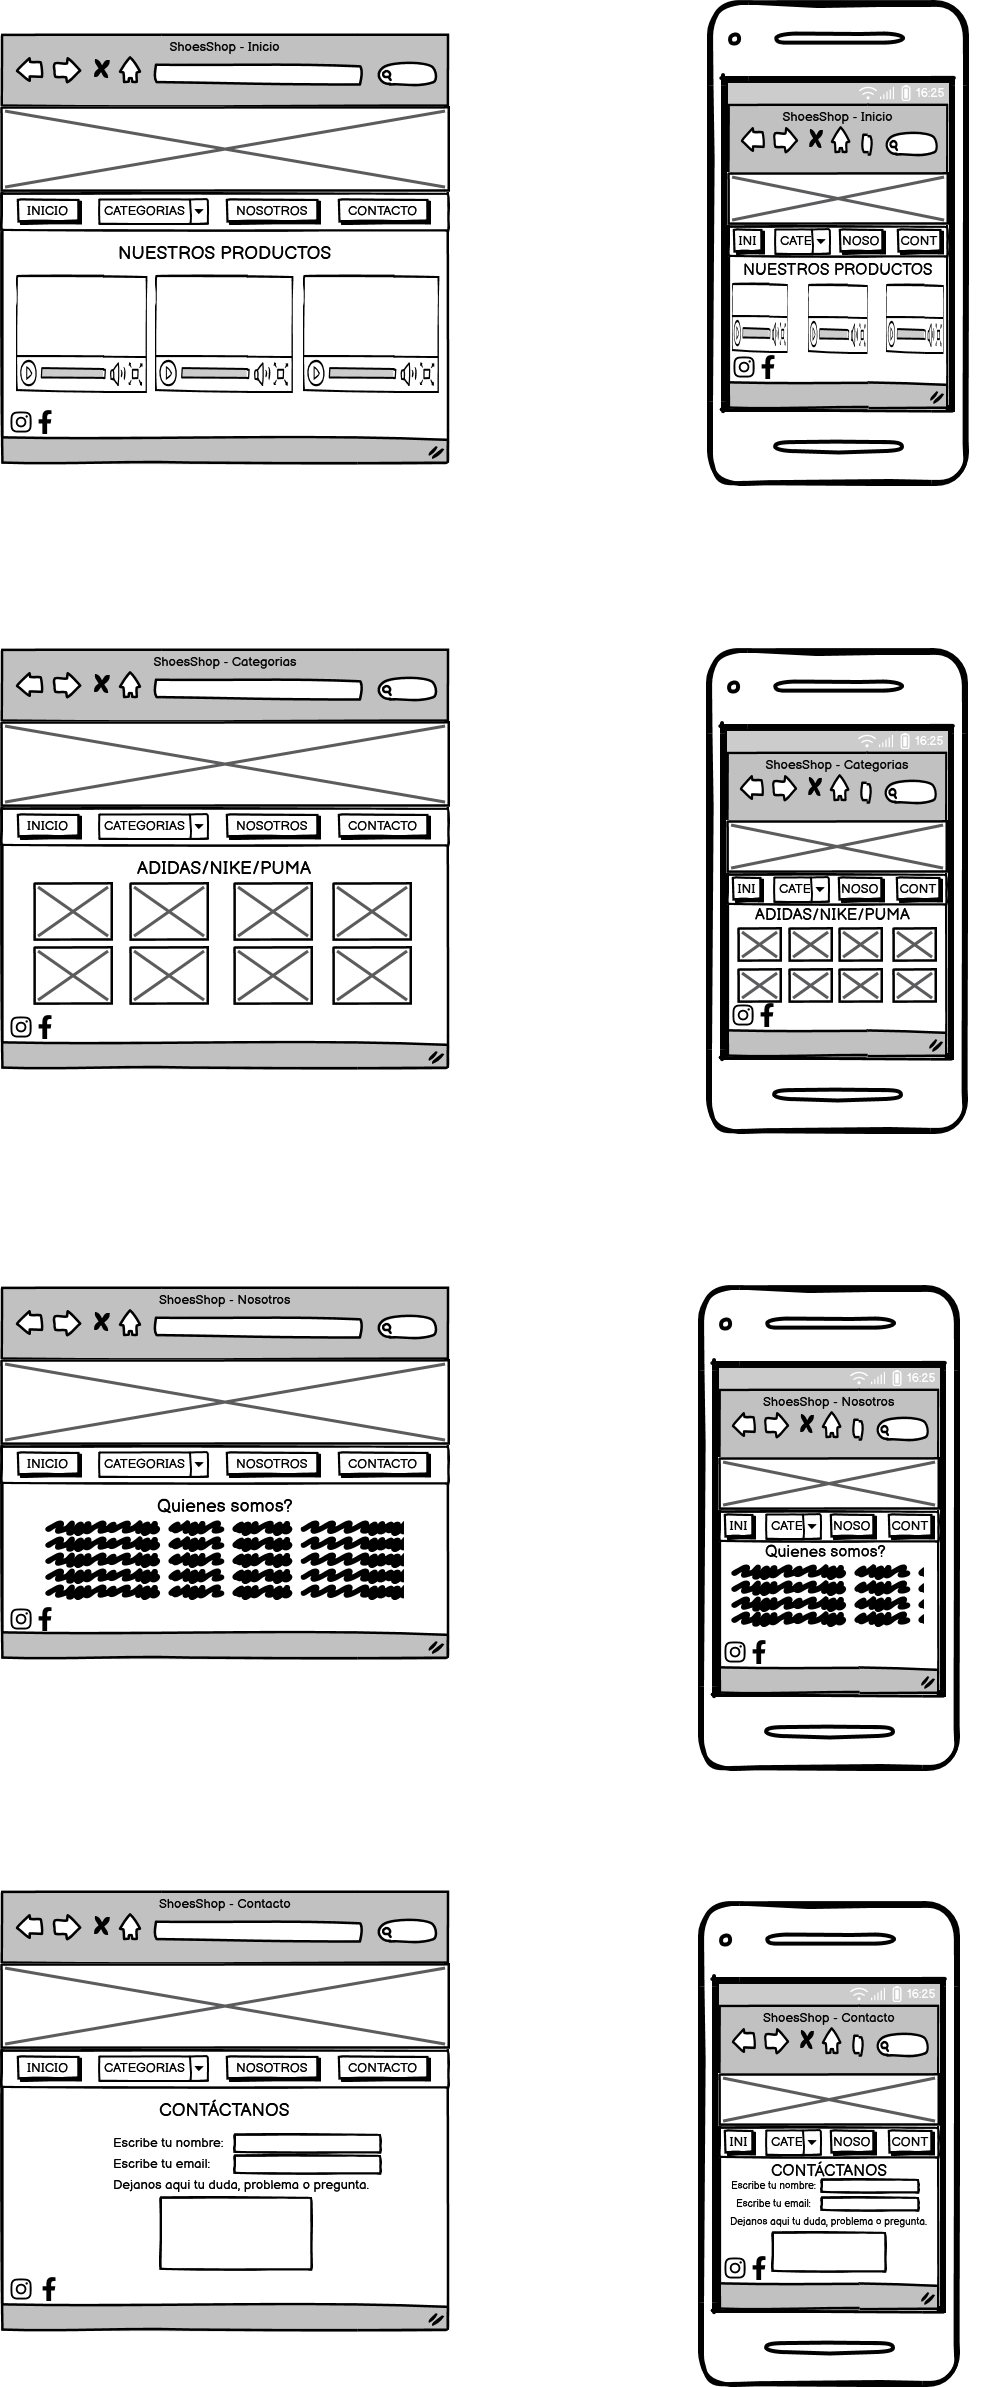 ShoesShop - Inicio
INICIO CATEGORIAS NOSOTROS CONTACTO
NUESTROS PRODUCTOS
16:25
ShoesShop - Inicio
INI CATE NOSO CONT
NUESTROS PRODUCTOS
ShoesShop - Categorias
INICIO CATEGORIAS NOSOTROS CONTACTO
ADIDAS/NIKE/PUMA
16:25
ShoesShop - Categorias
INI CATE NOSO CONT
ADIDAS/NIKE/PUMA
ShoesShop - Nosotros
INICIO CATEGORIAS NOSOTROS CONTACTO
Quienes somos?
16:25
ShoesShop - Nosotros
INI CATE NOSO CONT
Quienes somos?
ShoesShop - Contacto
INICIO CATEGORIAS NOSOTROS CONTACTO
CONTÁCTANOS
Escribe tu nombre:
Escribe tu email:
Dejanos aqui tu duda, problema o pregunta.
16:25
ShoesShop - Contacto
INI CATE NOSO CONT
CONTÁCTANOS
Escribe tu nombre:
Escribe tu email:
Dejanos aqui tu duda, problema o pregunta.